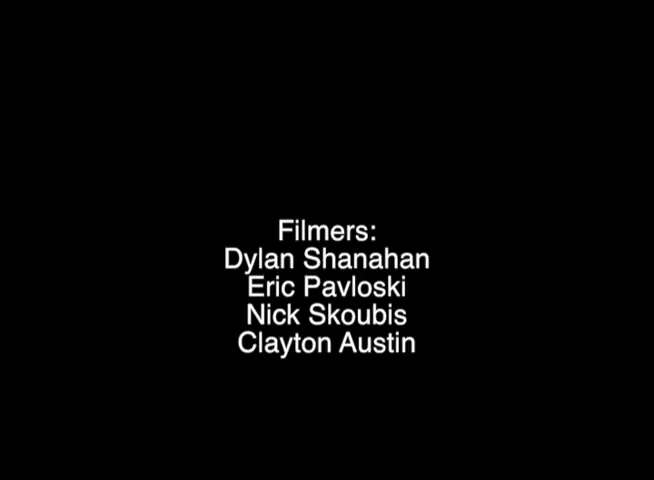 Filmers:
Dylan Shanahan
Eric Pavloski
Nick Skoubis
Clayton Austin